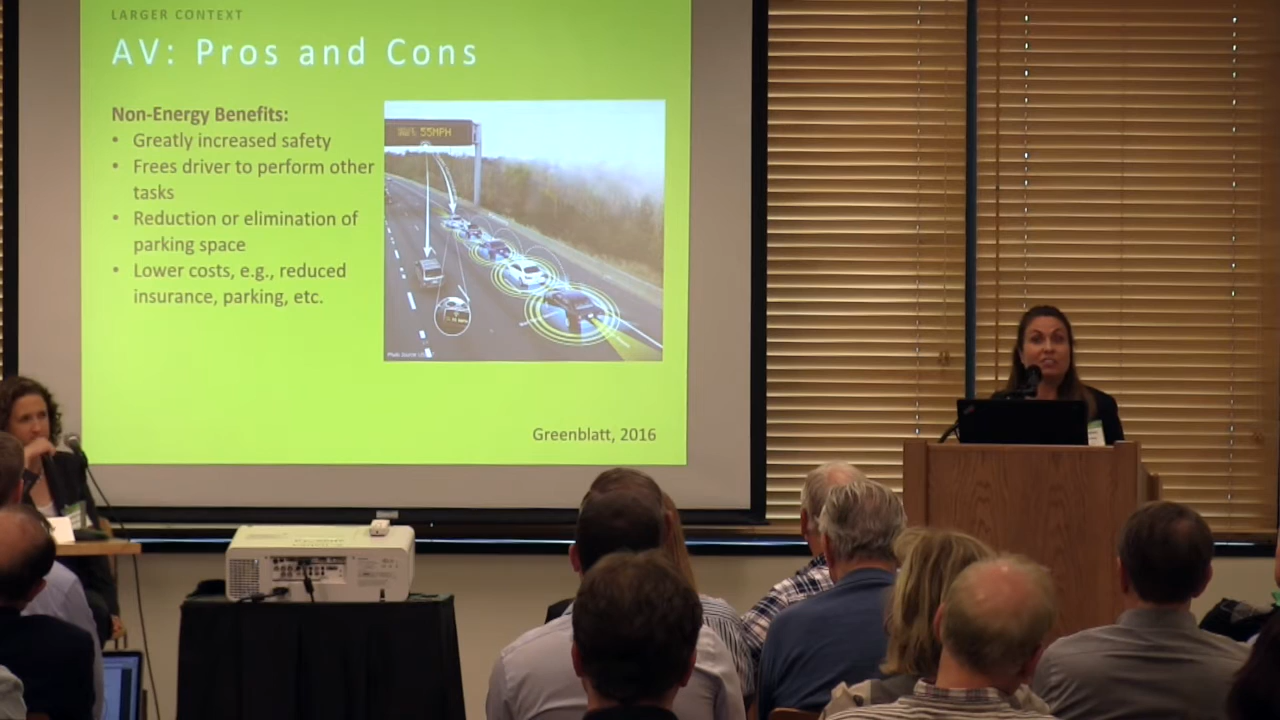 LARGER CONTEXT
AV: Pros and Cons
Non-Energy Benefits:
• Greatly increased safety
• Frees driver to perform other
tasks
• Reduction or elimination of
parking space
• Lower costs, e.g., reduced
insurance, parking, etc.
55MPH
Greenblatt, 2016